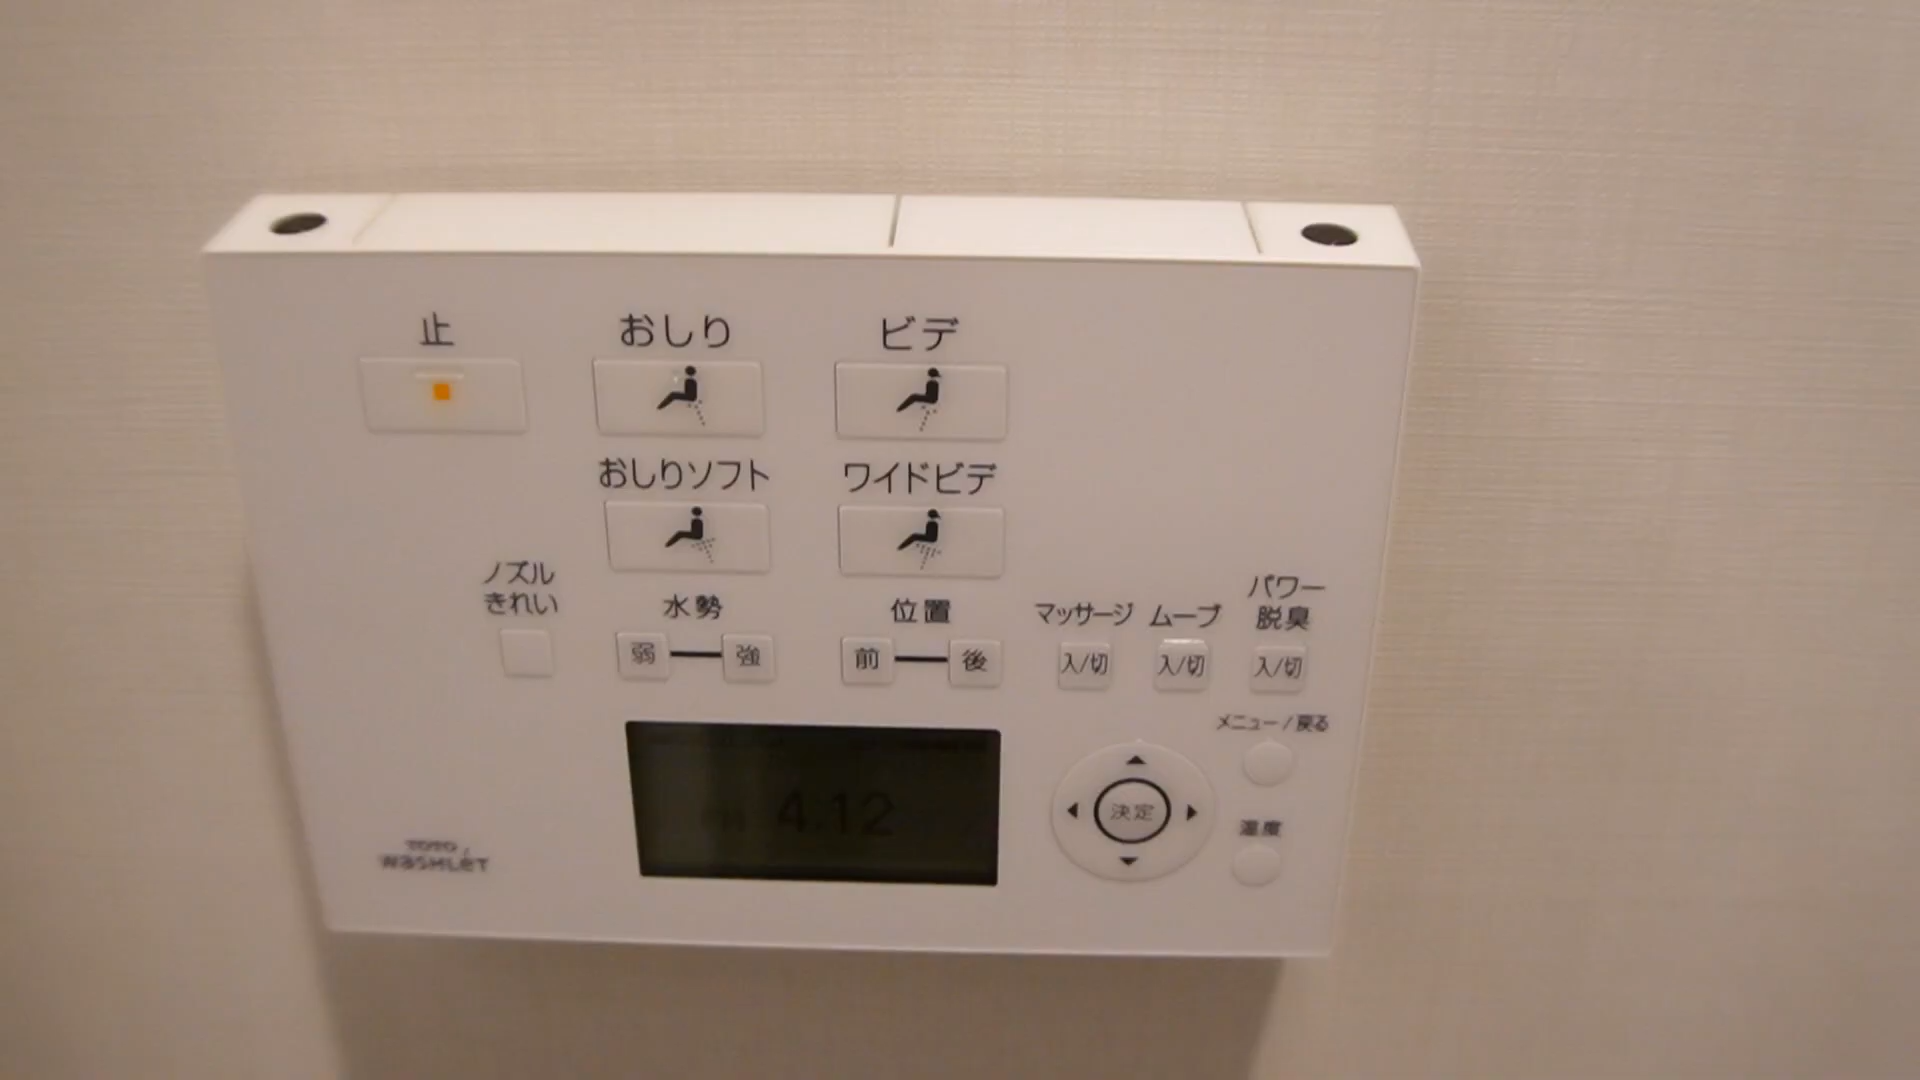 止
おしり
ビデ
おしりソフト
ワイドビデ
ノズル
きれい
水勢
弱
強
位置
前
後
マッサージ
入/切
ムーブ
入/切
パワー
脱臭
入/切
メニュー/戻る
4:12
決定
温度
TOTO
WASHLET